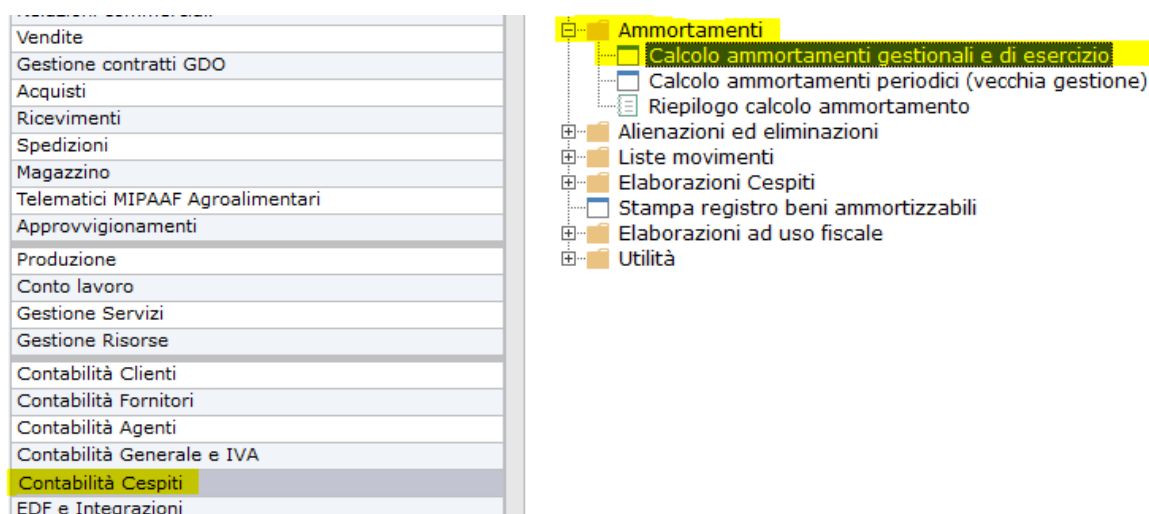 Vendite
Gestione contratti GDO
Acquisti
Ricevimenti
Spedizioni
Magazzino
Telematici MIPAAF Agroalimentari
Approvvigionamenti
Produzione
Conto lavoro
Gestione Servizi
Gestione Risorse
Contabilità Clienti
Contabilità Fornitori
Contabilità Agenti
Contabilità Generale e IVA
Contabilità Cespiti
EDF e Integrazioni
Ammortamenti
Calcolo ammortamenti gestionali e di esercizio
Calcolo ammortamenti periodici (vecchia gestione)
Riepilogo calcolo ammortamento
Alienazioni ed eliminazioni
Liste movimenti
Elaborazioni Cespiti
Stampa registro beni ammortizzabili
Elaborazioni ad uso fiscale
Utilità